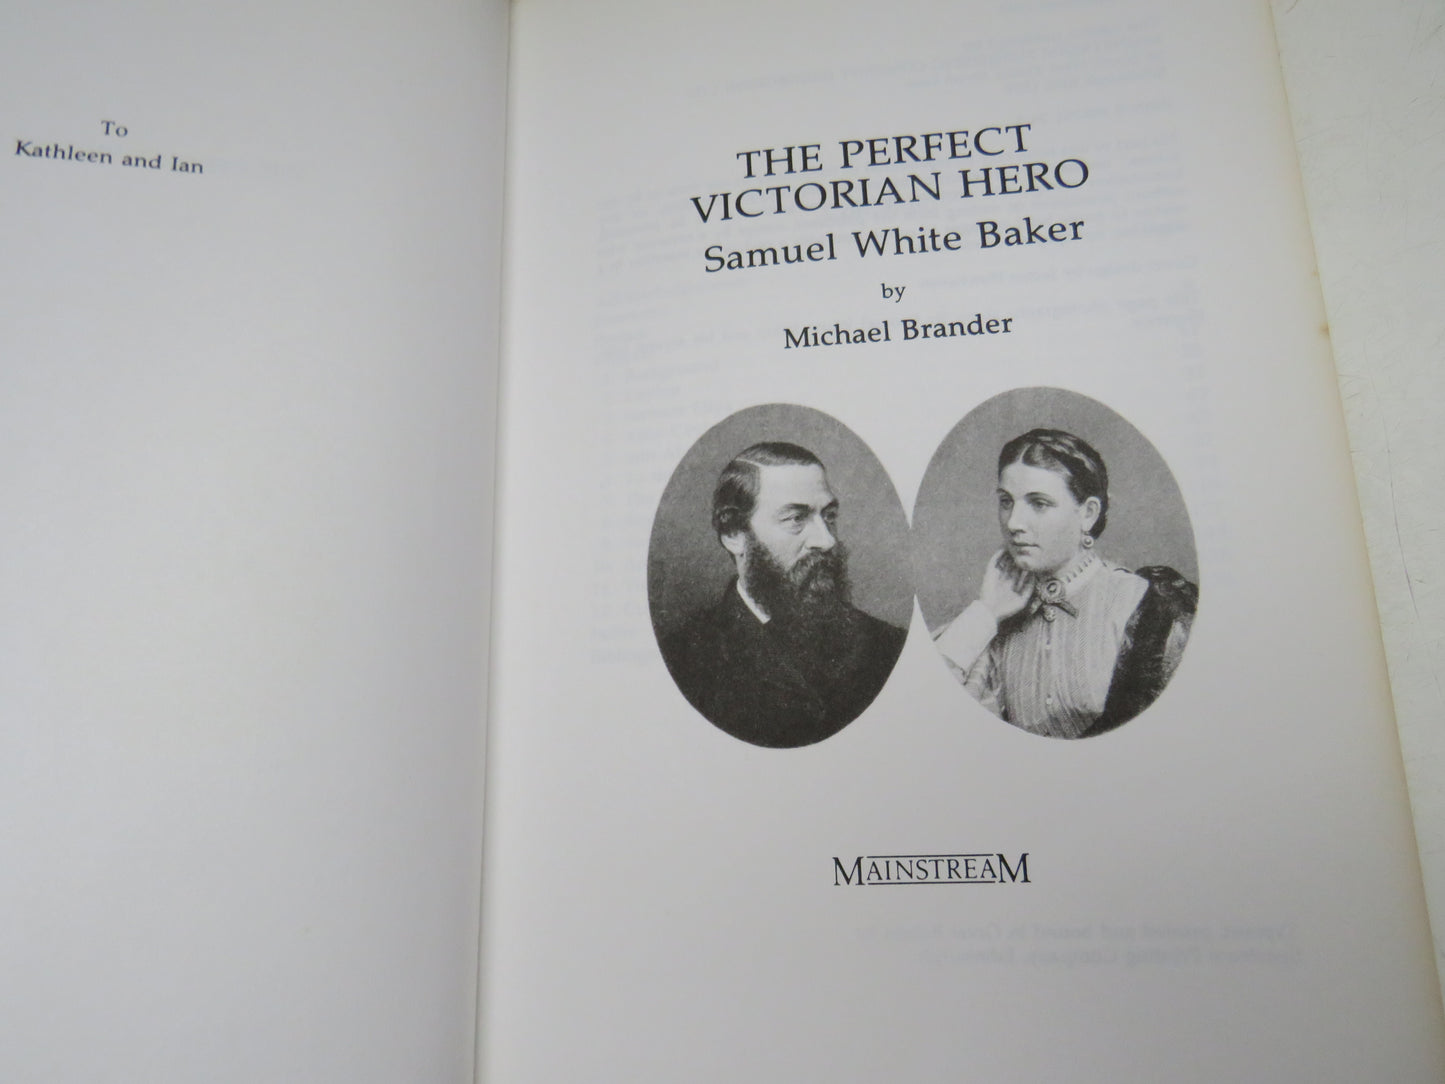 To
Kathleen and Ian
THE PERFECT
VICTORIAN HERO
Samuel White Baker
by
Michael Brander
MAINSTREAM